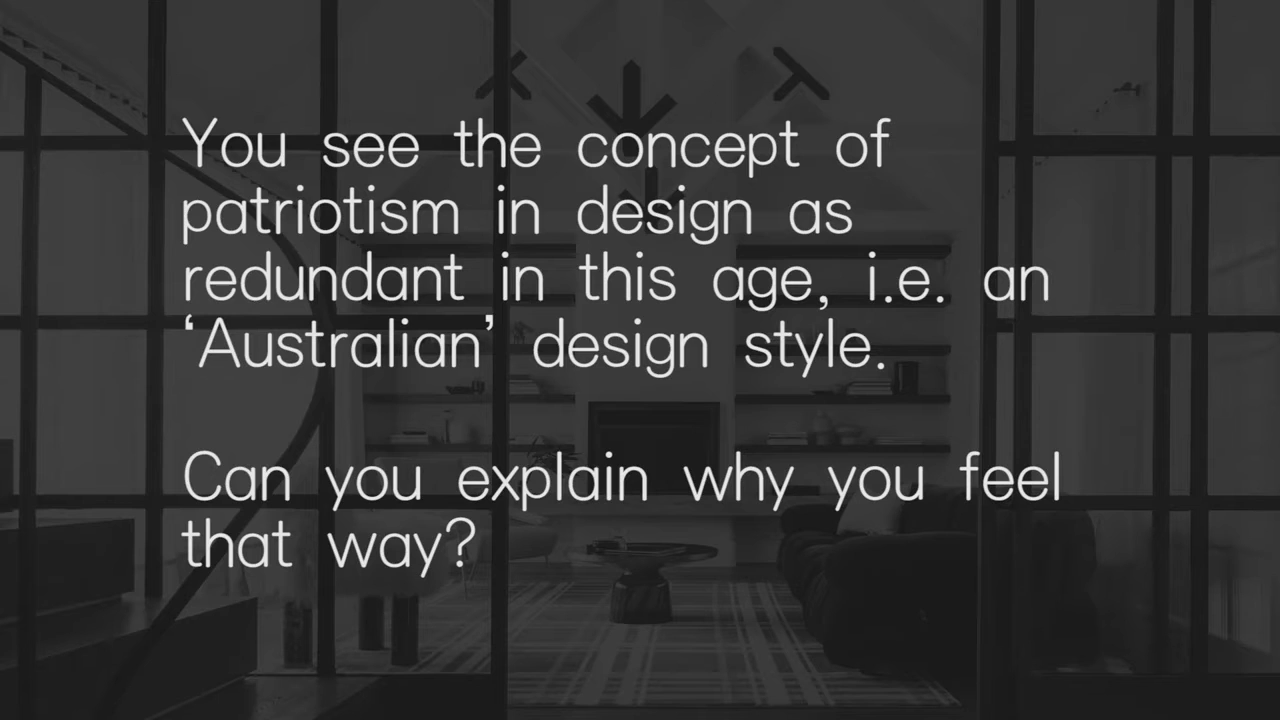 You see the concept of
patriotism in design as
redundant in this age, i.e. an
‘Australian’ design style.
Can you explain why you feel
that way?